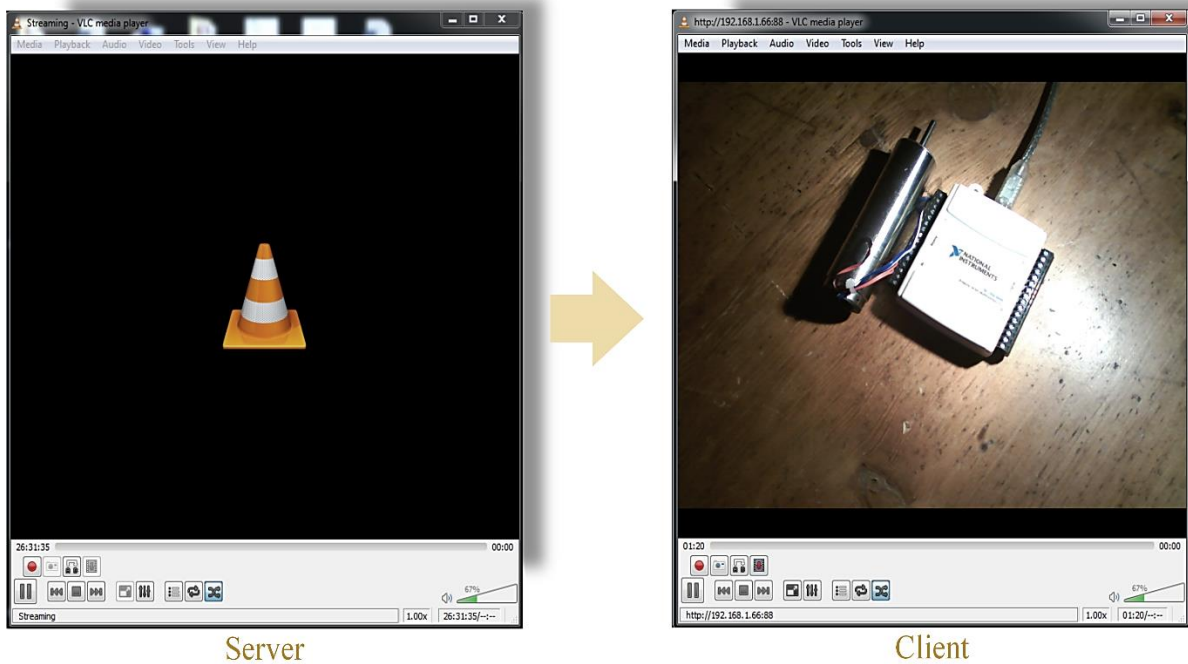 Streaming - VLC media player
Media Playback Audio Video Tools View Help
26:31:35 00:00
67%
Streaming 1.00x 26:31:35/--:--
Server
http://192.168.1.66:88 - VLC media player
Media Playback Audio Video Tools View Help
NATIONAL
INSTRUMENTS
01:20 00:00
67%
http://192.168.1.66:88 1.00x 01:20/--:--
Client